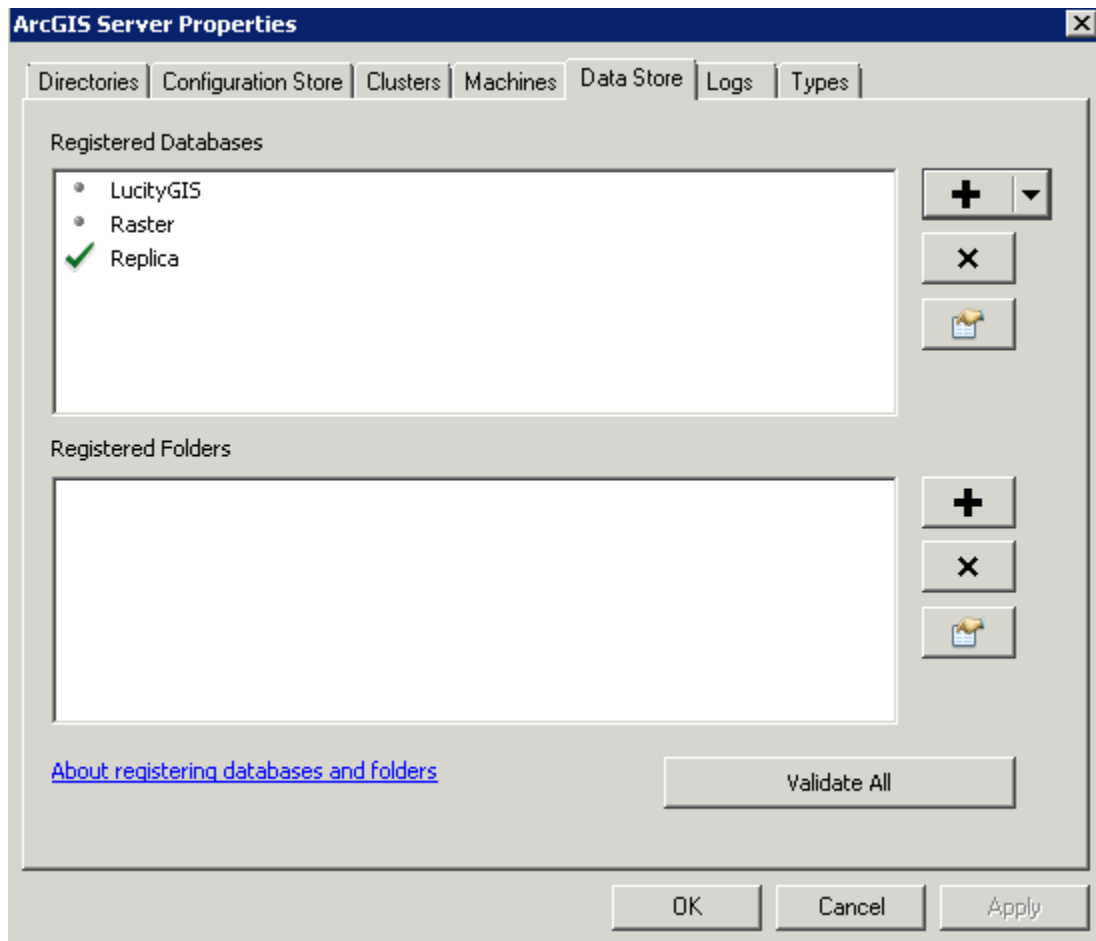 ArcGIS Server Properties
Directories Configuration Store Clusters Machines Data Store Logs Types
Registered Databases
LucityGIS
Raster
Replica
Registered Folders
About registering databases and folders
Validate All
OK Cancel Apply